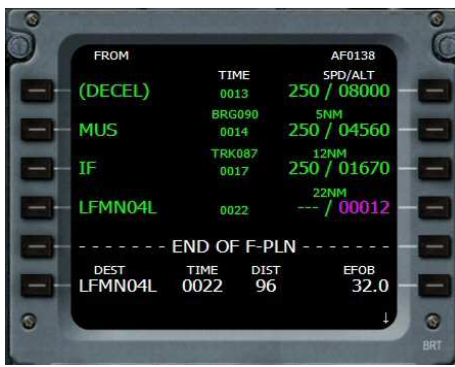 FROM AF0138
TIME SPD/ALT
(DECEL) 0013 250 / 08000
BRG090 5NM
MUS 0014 250 / 04560
TRK087 12NM
IF 0017 250 / 01670
22NM
LFMN04L 0022 --- / 00012
------- END OF F-PLN -------
DEST TIME DIST EFOB
LFMN04L 0022 96 32.0
↓
BRT